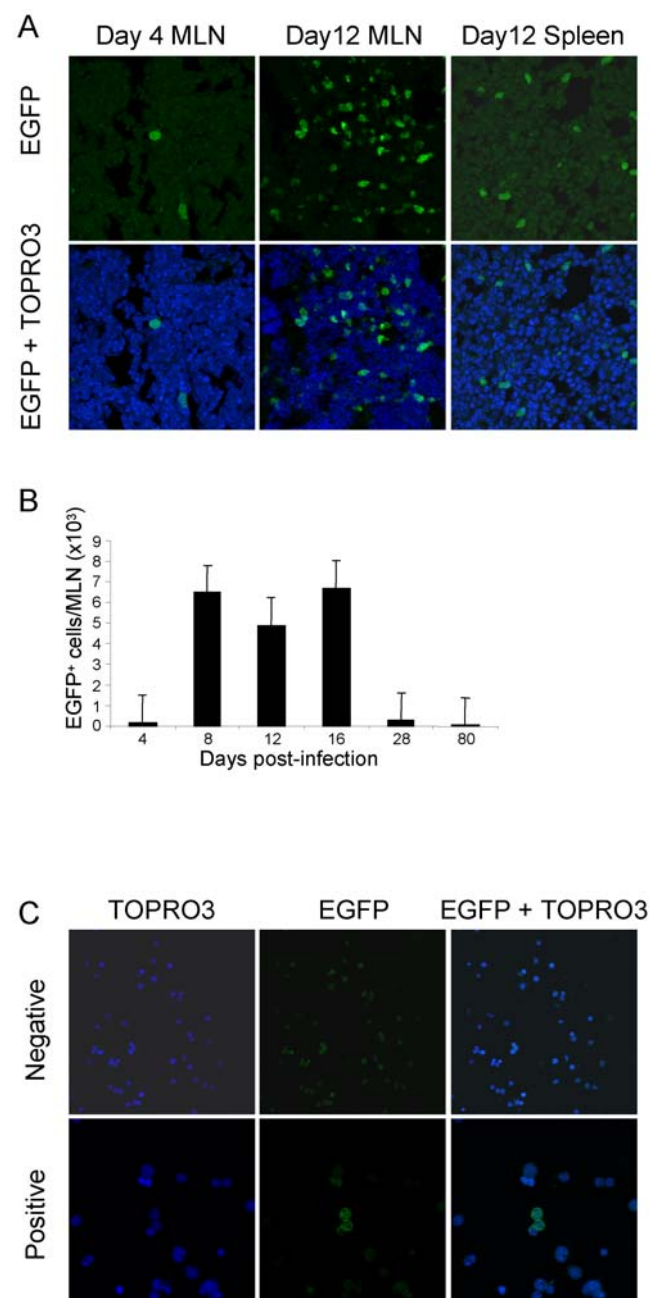 A
Day 4 MLN Day12 MLN Day12 Spleen
EGFP
EGFP + TOPRO3
B
EGFP⁺ cells/MLN (x10³)
9
8
7
6
5
4
3
2
1
0
4 8 12 16 28 80
Days post-infection
C
TOPRO3 EGFP EGFP + TOPRO3
Negative
Positive